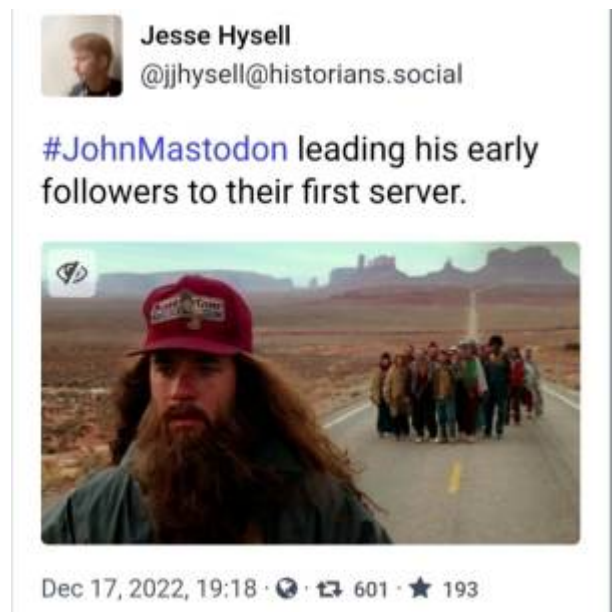 Jesse Hysell
@jjhysell@historians.social
#JohnMastodon leading his early
followers to their first server.
Dec 17, 2022, 19:18 · 601 · 193